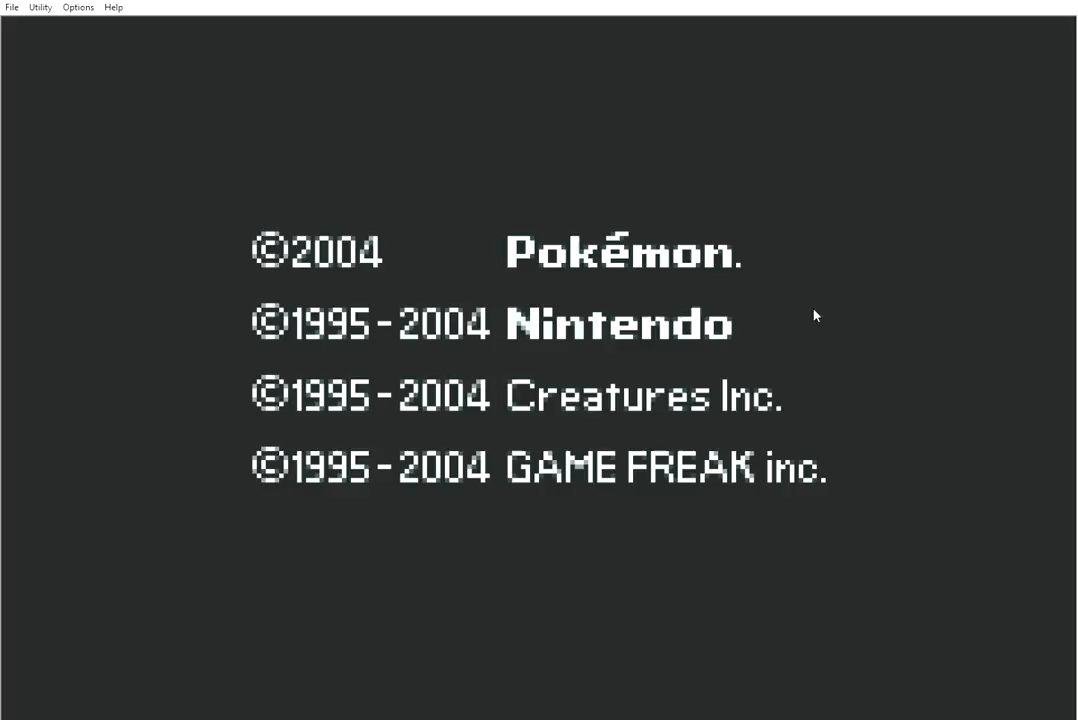 File Utility Options Help
©2004 Pokémon.
©1995-2004 Nintendo
©1995-2004 Creatures Inc.
©1995-2004 GAME FREAK inc.